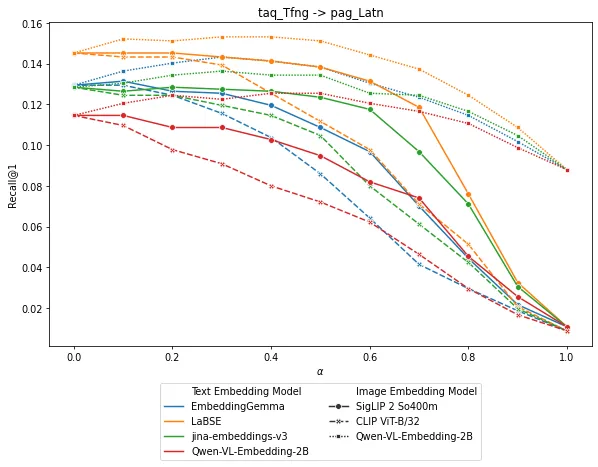 taq_Tfng -> pag_Latn
Recall@1
0.16
0.14
0.12
0.10
0.08
0.06
0.04
0.02
0.0 0.2 0.4 0.6 0.8 1.0
α
Text Embedding Model
EmbeddingGemma
LaBSE
jina-embeddings-v3
Qwen-VL-Embedding-2B
Image Embedding Model
SigLIP 2 So400m
CLIP ViT-B/32
Qwen-VL-Embedding-2B